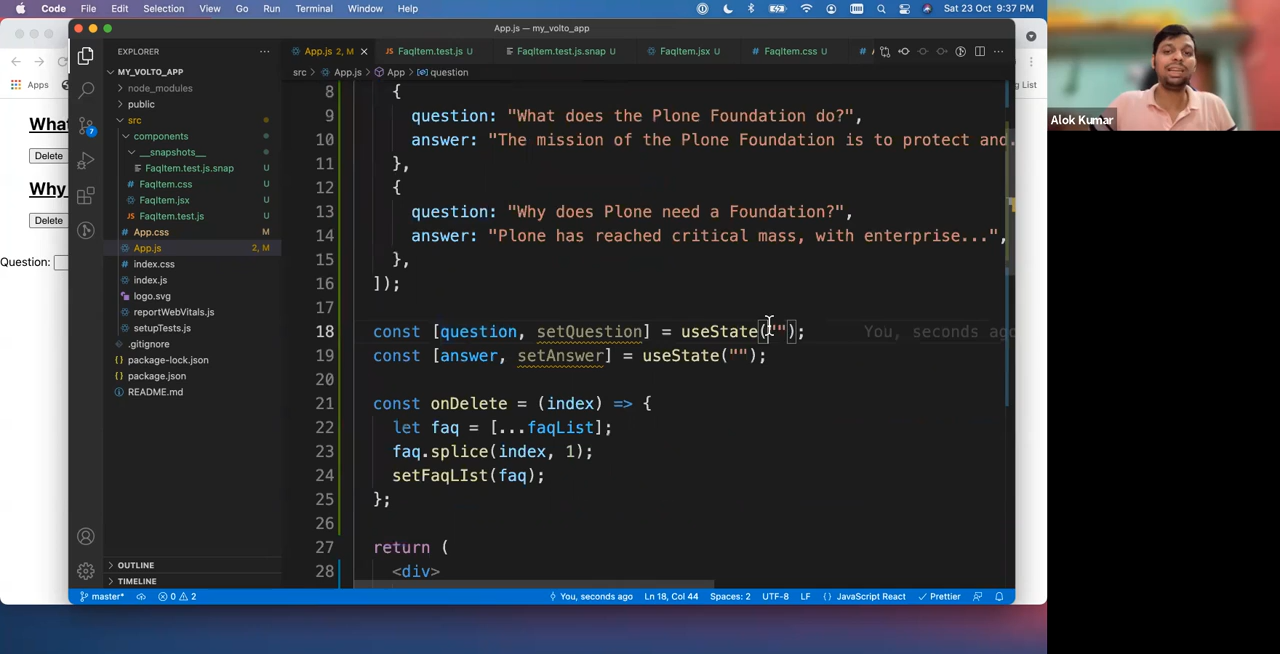 Code File Edit Selection View Go Run Terminal Window Help Sat 23 Oct 9:37 PM
App.js — my_volto_app
EXPLORER
App.js 2, M FaqItem.test.js U FaqItem.test.js.snap U FaqItem.jsx U FaqItem.css U
src > App.js > App > question
Apps
ng List
MY_VOLTO_APP
node_modules
public
src
components
__snapshots__
FaqItem.test.js.snap U
FaqItem.css U
FaqItem.jsx U
FaqItem.test.js U
App.css M
App.js 2, M
index.css
index.js
logo.svg
reportWebVitals.js
setupTests.js
.gitignore
package-lock.json
package.json
README.md
OUTLINE
TIMELINE
What
Delete
Why
Delete
Question:
7
8 {
9 question: "What does the Plone Foundation do?",
10 answer: "The mission of the Plone Foundation is to protect and.
11 },
12 {
13 question: "Why does Plone need a Foundation?",
14 answer: "Plone has reached critical mass, with enterprise...",
15 },
16 ]);
17
18 const [question, setQuestion] = useState(""); You, seconds ago
19 const [answer, setAnswer] = useState("");
20
21 const onDelete = (index) => {
22 let faq = [...faqList];
23 faq.splice(index, 1);
24 setFaqLIst(faq);
25 };
26
27 return (
28 <div>
master* 0 2 You, seconds ago Ln 18, Col 44 Spaces: 2 UTF-8 LF {} JavaScript React Prettier
Alok Kumar